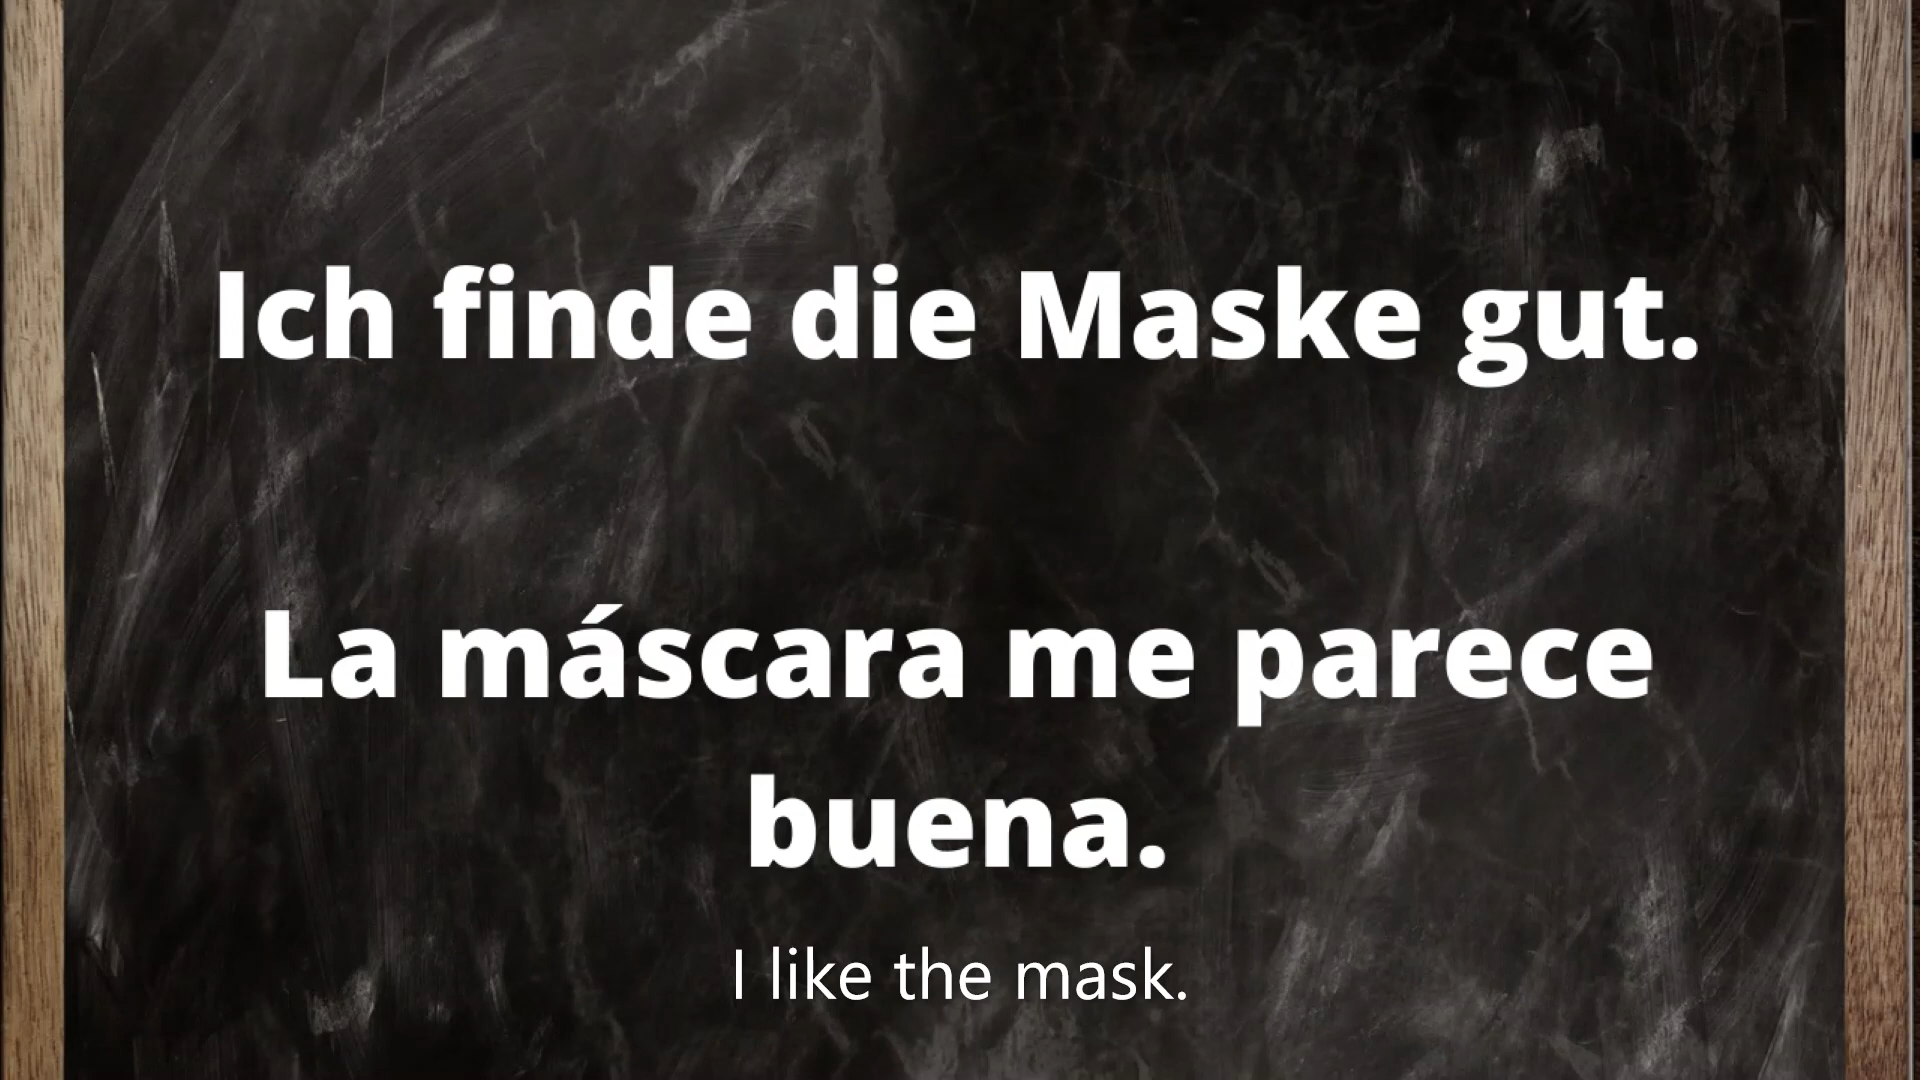 Ich finde die Maske gut.
La máscara me parece
buena.
I like the mask.